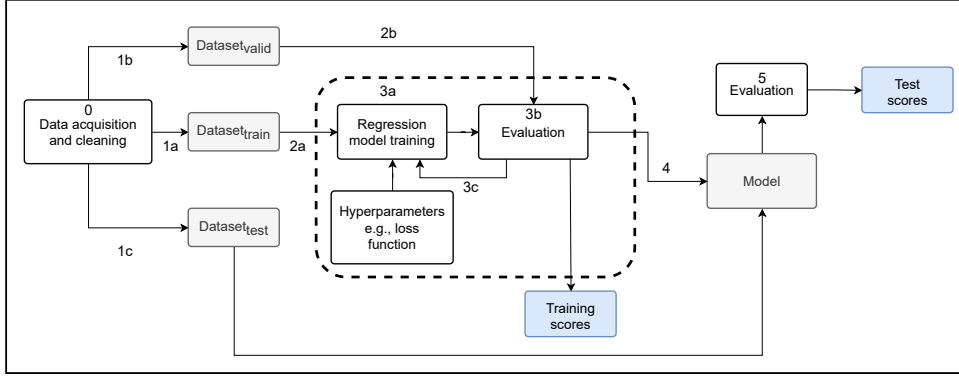 1b
Dataset_valid
2b
0
Data acquisition
and cleaning
1a
Dataset_train
2a
3a
Regression
model training
3b
Evaluation
3c
Hyperparameters
e.g., loss
function
1c
Dataset_test
4
Model
5
Evaluation
Test
scores
Training
scores